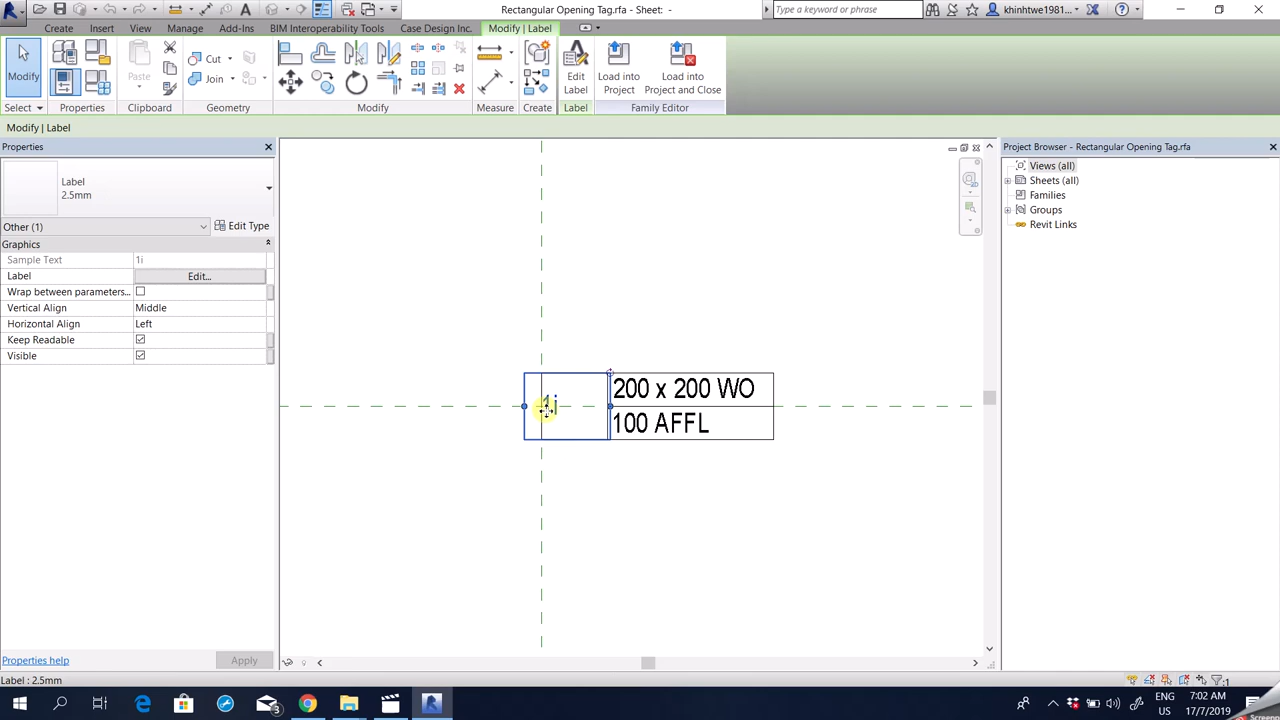 Rectangular Opening Tag.rfa - Sheet: -
Type a keyword or phrase
khintwe1981...
Create
Insert
View
Manage
Add-Ins
BIM Interoperability Tools
Case Design Inc.
Modify | Label
Modify
Paste
Cut
Join
Edit
Label
Load into
Project
Load into
Project and Close
Select
Properties
Clipboard
Geometry
Modify
Measure
Create
Label
Family Editor
Modify | Label
Properties
Label
2.5mm
Other (1)
Edit Type
Graphics
Sample Text 1i
Label Edit...
Wrap between parameters...
Vertical Align Middle
Horizontal Align Left
Keep Readable
Visible
Properties help
Apply
1i
200 x 200 WO
100 AFFL
Project Browser - Rectangular Opening Tag.rfa
Views (all)
Sheets (all)
Families
Groups
Revit Links
Label : 2.5mm
:1
3
ENG
US
7:02 AM
17/7/2019